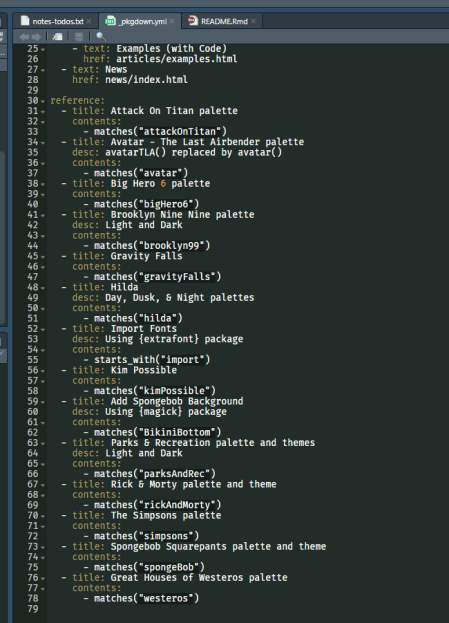 notes-todos.txt × _pkgdown.yml × README.Rmd ×
25 - text: Examples (with Code)
26 href: articles/examples.html
27 - text: News
28 href: news/index.html
29
30 reference:
31 - title: Attack On Titan palette
32 contents:
33 - matches("attackOnTitan")
34 - title: Avatar - The Last Airbender palette
35 desc: avatarTLA() replaced by avatar()
36 contents:
37 - matches("avatar")
38 - title: Big Hero 6 palette
39 contents:
40 - matches("bigHero6")
41 - title: Brooklyn Nine Nine palette
42 desc: Light and Dark
43 contents:
44 - matches("brooklyn99")
45 - title: Gravity Falls
46 contents:
47 - matches("gravityFalls")
48 - title: Hilda
49 desc: Day, Dusk, & Night palettes
50 contents:
51 - matches("hilda")
52 - title: Import Fonts
53 desc: Using {extrafont} package
54 contents:
55 - starts_with("import")
56 - title: Kim Possible
57 contents:
58 - matches("kimPossible")
59 - title: Add Spongebob Background
60 desc: Using {magick} package
61 contents:
62 - matches("BikiniBottom")
63 - title: Parks & Recreation palette and themes
64 desc: Light and Dark
65 contents:
66 - matches("parksAndRec")
67 - title: Rick & Morty palette and theme
68 contents:
69 - matches("rickAndMorty")
70 - title: The Simpsons palette
71 contents:
72 - matches("simpsons")
73 - title: Spongebob Squarepants palette and theme
74 contents:
75 - matches("spongeBob")
76 - title: Great Houses of Westeros palette
77 contents:
78 - matches("westeros")
79